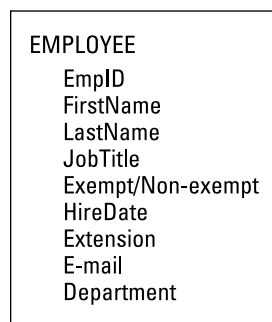 EMPLOYEE
EmpID
FirstName
LastName
JobTitle
Exempt/Non-exempt
HireDate
Extension
E-mail
Department